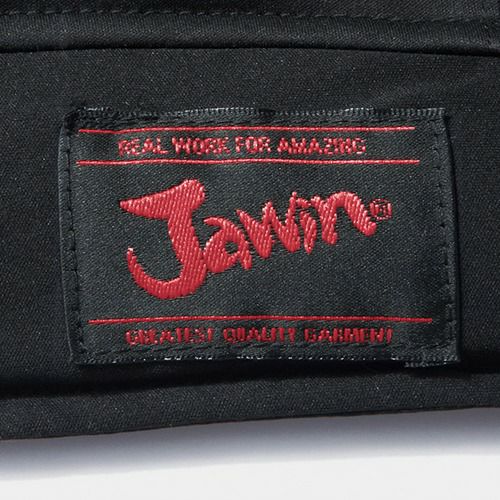 REAL WORK FOR AMAZING
Jawin®
GREATEST QUALITY GARMENT